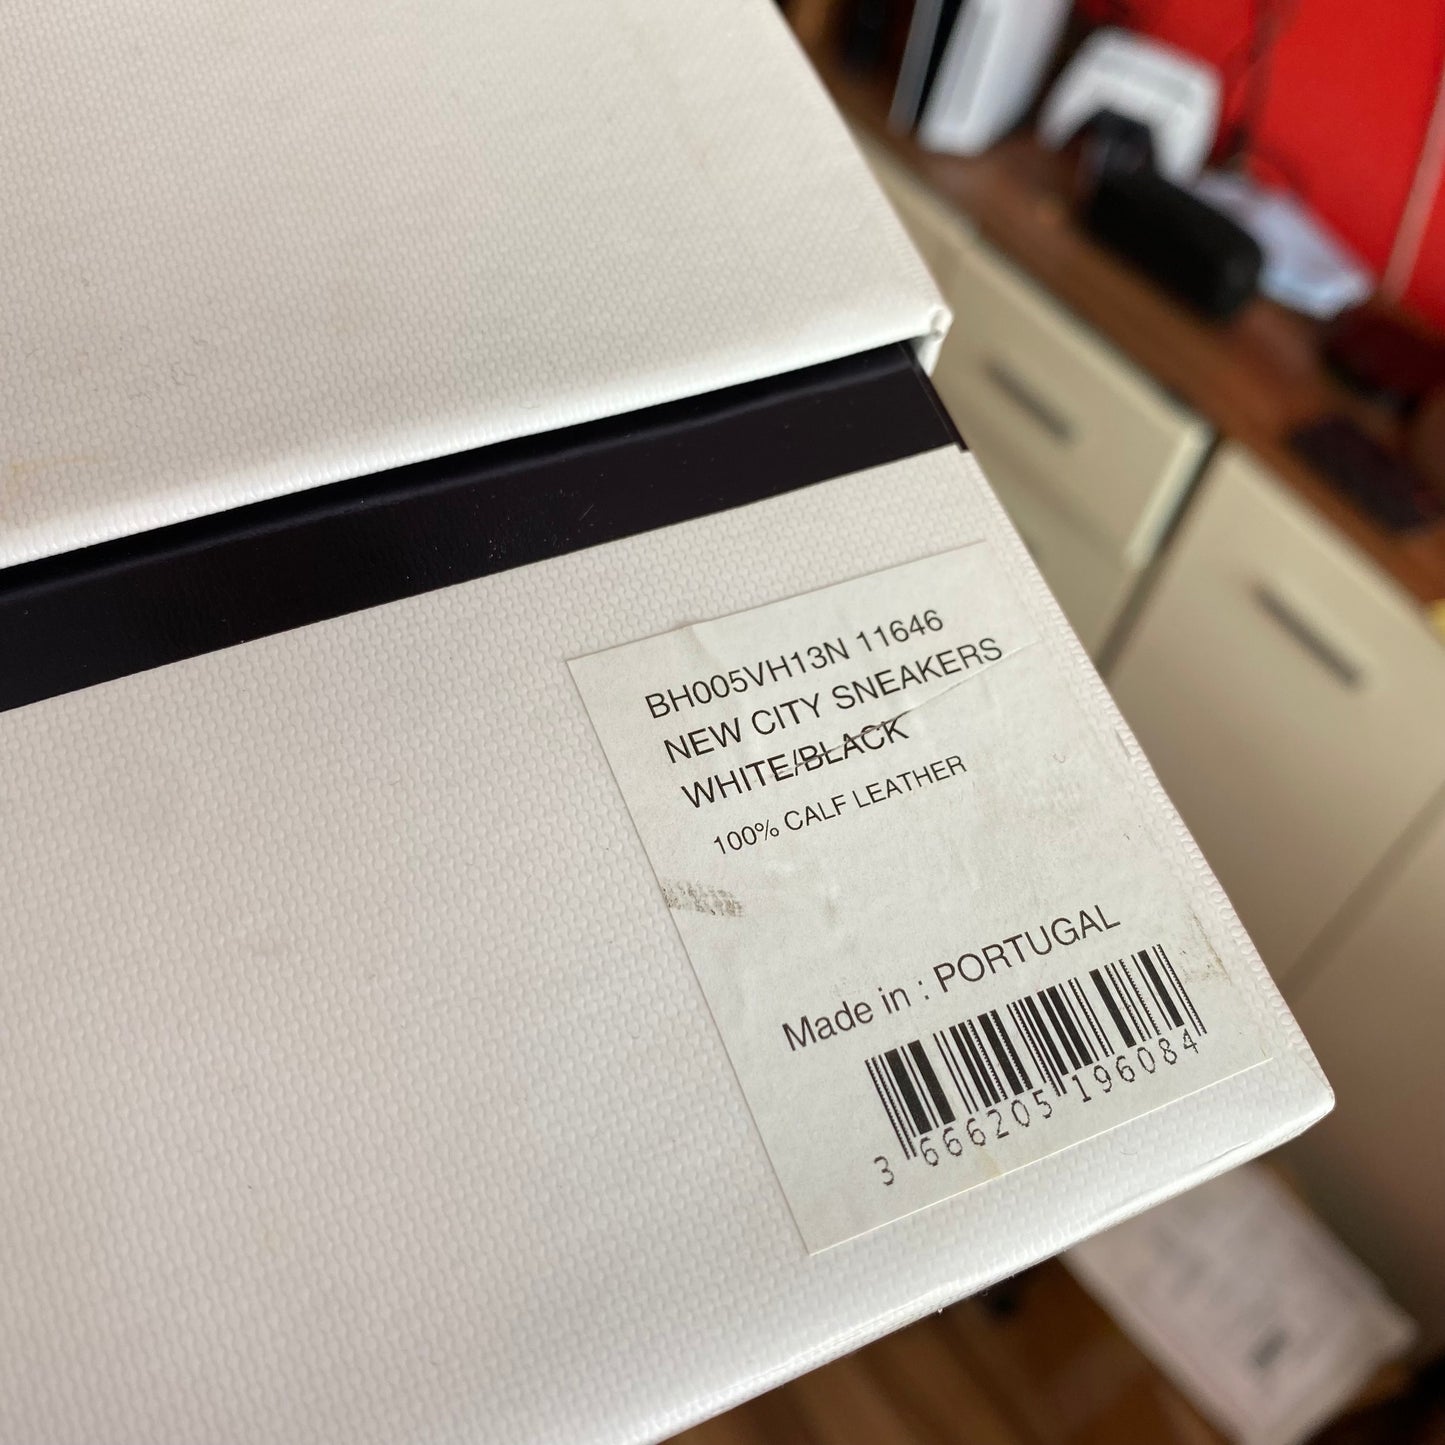 BH005VH13N 11646
NEW CITY SNEAKERS
WHITE/BLACK
100% CALF LEATHER
Made in : PORTUGAL
3 666205 196084